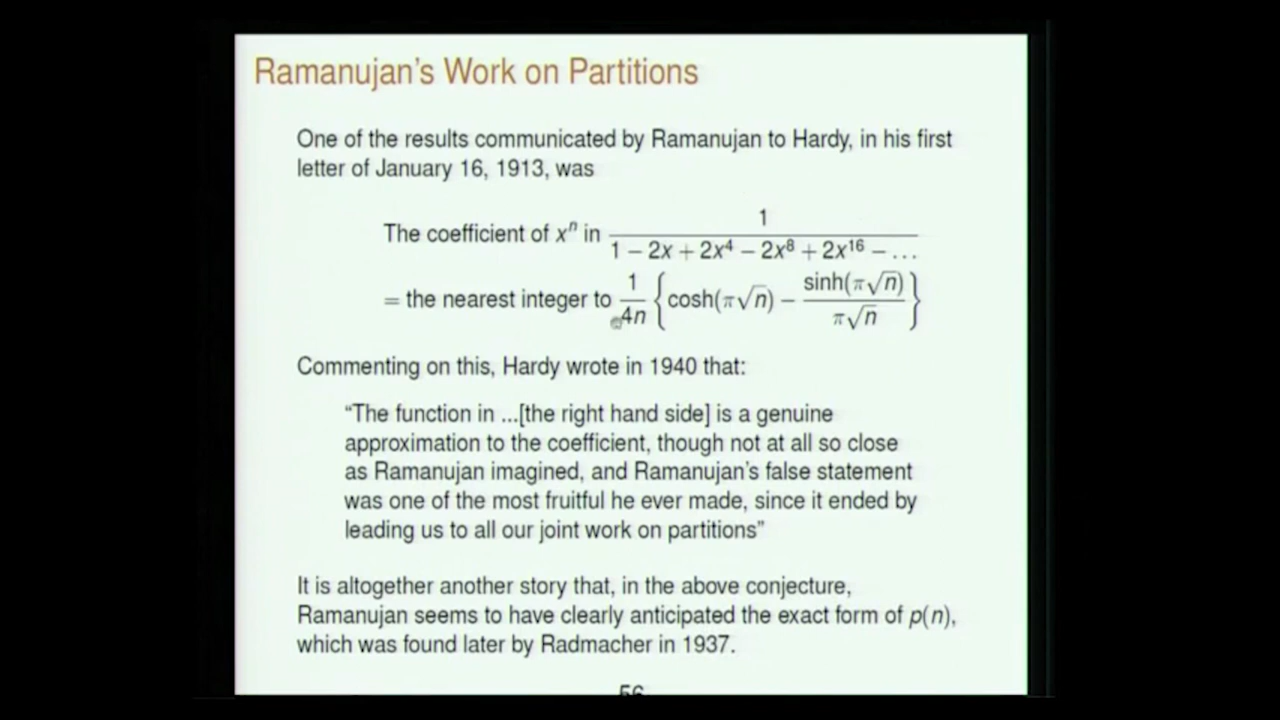 Ramanujan's Work on Partitions
One of the results communicated by Ramanujan to Hardy, in his first
letter of January 16, 1913, was
The coefficient of xⁿ in 1 / (1 − 2x + 2x⁴ − 2x⁸ + 2x¹⁶ − …)
= the nearest integer to 1/4n {cosh(π√n) − sinh(π√n)/π√n}
Commenting on this, Hardy wrote in 1940 that:
"The function in ...[the right hand side] is a genuine
approximation to the coefficient, though not at all so close
as Ramanujan imagined, and Ramanujan's false statement
was one of the most fruitful he ever made, since it ended by
leading us to all our joint work on partitions"
It is altogether another story that, in the above conjecture,
Ramanujan seems to have clearly anticipated the exact form of p(n),
which was found later by Radmacher in 1937.
56